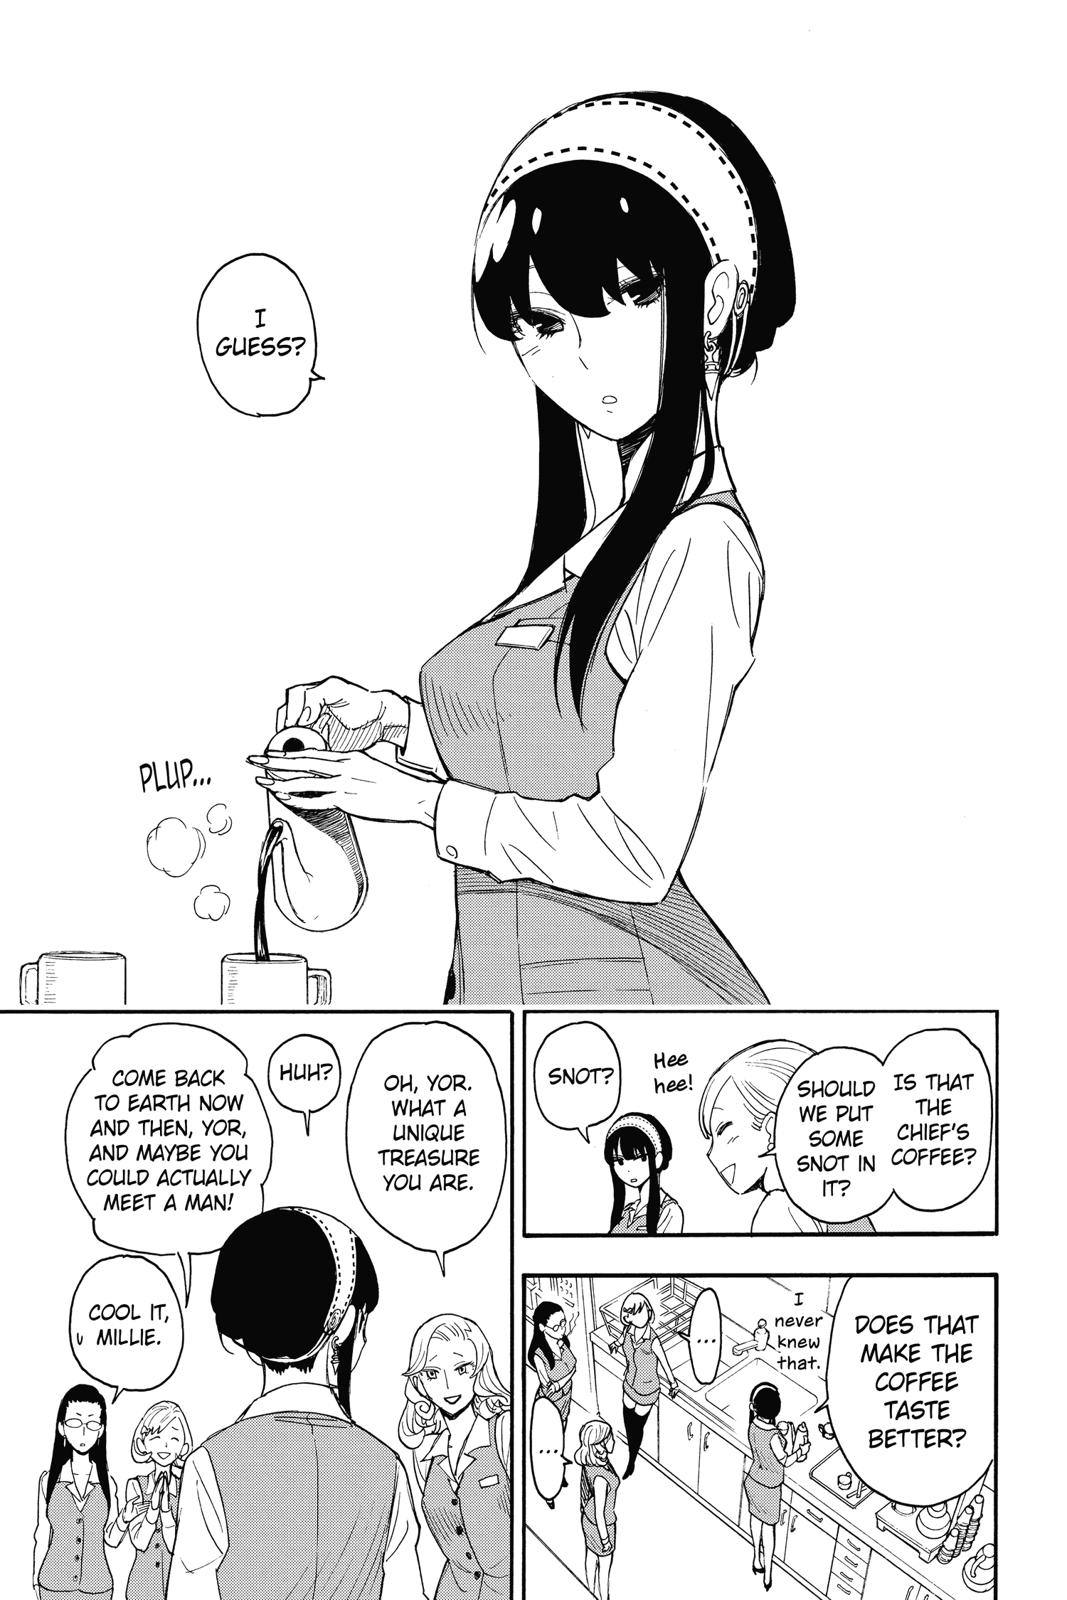 I
GUESS?
PLUP...
IS THAT
THE
CHIEF'S
COFFEE?
SHOULD
WE PUT
SOME
SNOT IN
IT?
Hee
hee!
SNOT?
DOES THAT
MAKE THE
COFFEE
TASTE
BETTER?
I
never
knew
that.
...
...
OH, YOR.
WHAT A
UNIQUE
TREASURE
YOU ARE.
HUH?
COME BACK
TO EARTH NOW
AND THEN, YOR,
AND MAYBE YOU
COULD ACTUALLY
MEET A MAN!
COOL IT,
MILLIE.